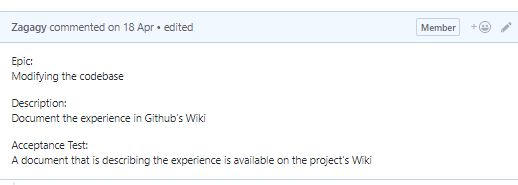 Zagagy commented on 18 Apr • edited
Member
Epic:
Modifying the codebase
Description:
Document the experience in Github's Wiki
Acceptance Test:
A document that is describing the experience is available on the project's Wiki